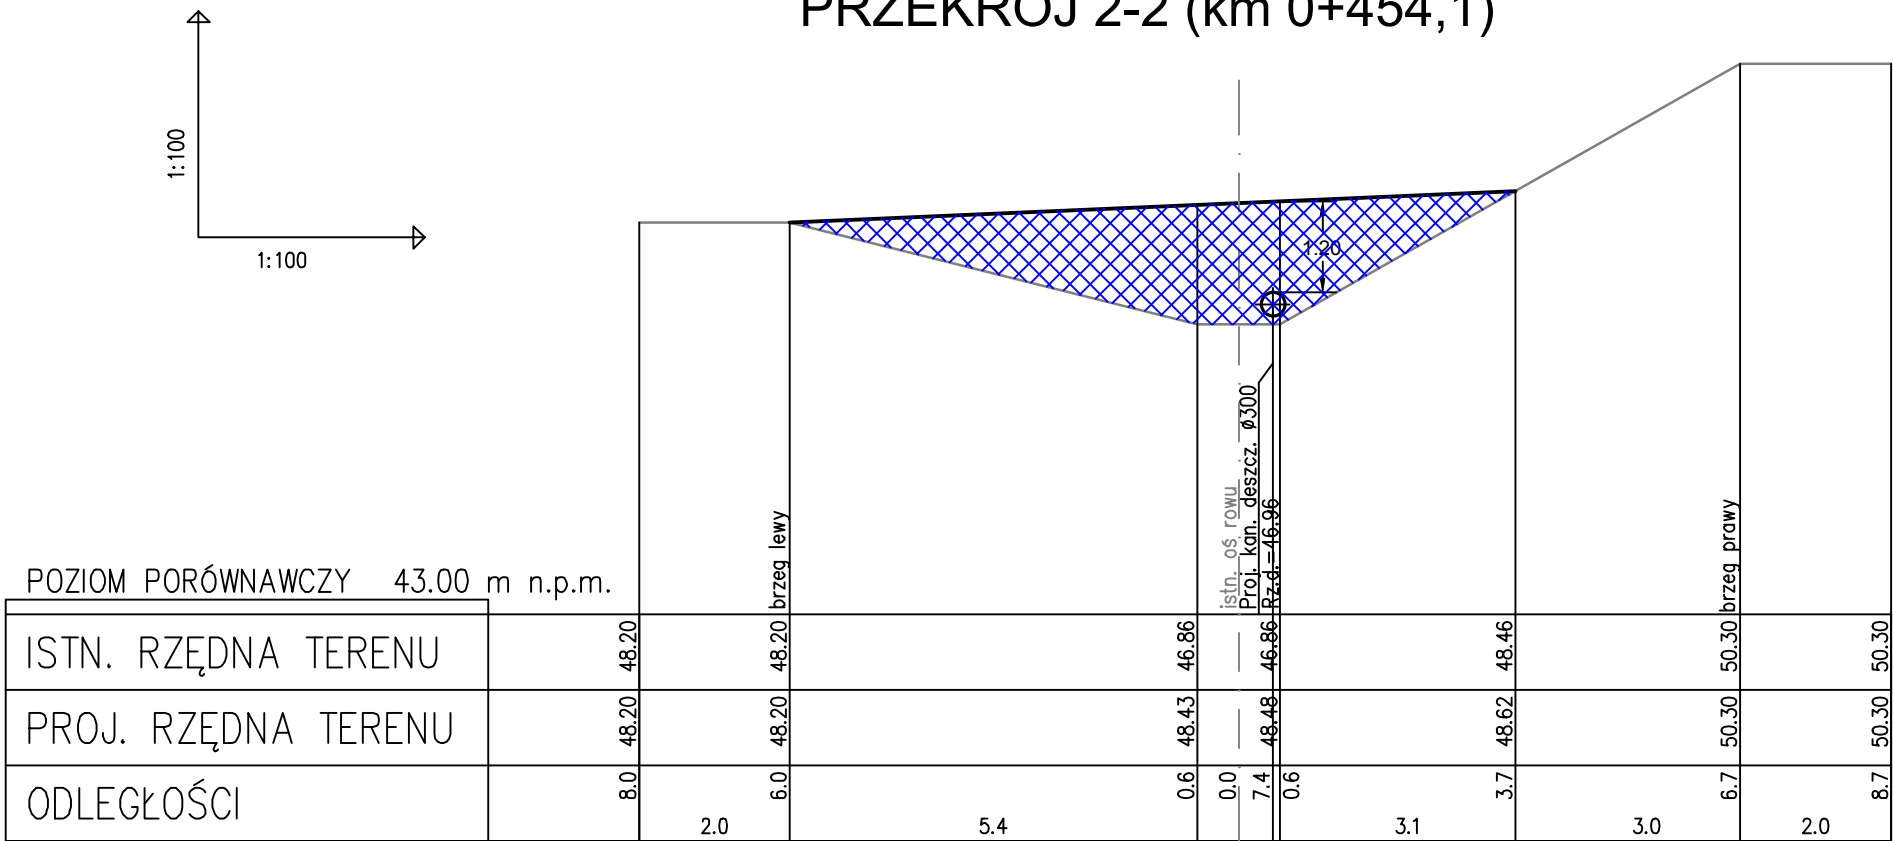 PRZEKRÓJ 2-2 (km 0+454,1)
1:100
1:100
1.20
brzeg lewy
istn. oś rowu
Proj. kan. deszcz. ø300
Rz.d.=46.96
brzeg prawy
POZIOM PORÓWNAWCZY 43.00 m n.p.m.
ISTN. RZĘDNA TERENU 48.20 48.20 46.86 46.86 48.46 50.30 50.30
PROJ. RZĘDNA TERENU 48.20 48.20 48.43 48.48 48.62 50.30 50.30
ODLEGŁOŚCI 8.0 6.0 0.6 0.0 7.4 0.6 3.7 6.7 8.7
2.0 5.4 3.1 3.0 2.0